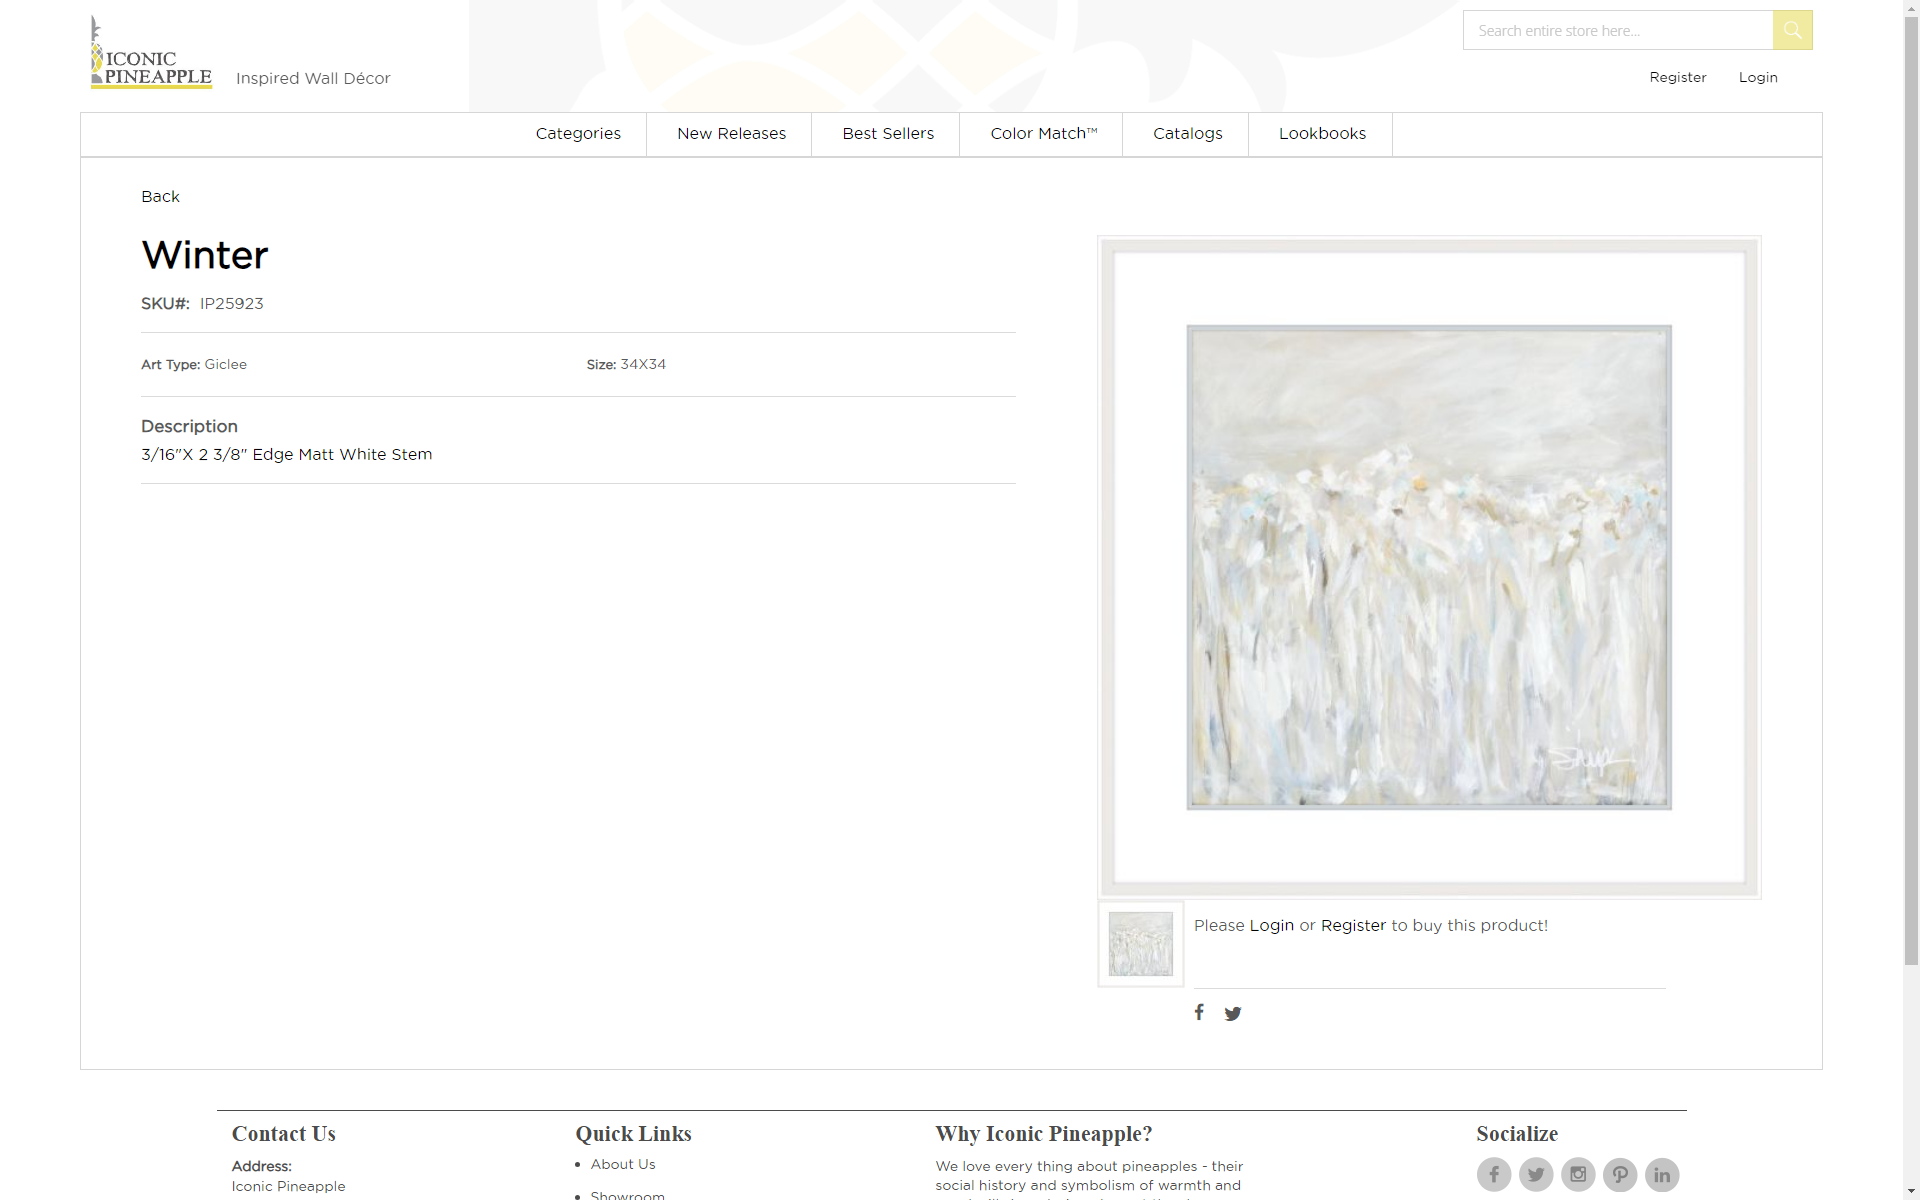 ICONIC
PINEAPPLE
Inspired Wall Décor
Search entire store here...
Register
Login
Categories
New Releases
Best Sellers
Color Match™
Catalogs
Lookbooks
Back
Winter
SKU#: IP25923
Art Type: Giclee
Size: 34X34
Description
3/16"X 2 3/8" Edge Matt White Stem
Please Login or Register to buy this product!
Contact Us
Address:
Iconic Pineapple
Quick Links
About Us
Showroom
Why Iconic Pineapple?
We love every thing about pineapples - their
social history and symbolism of warmth and
Socialize